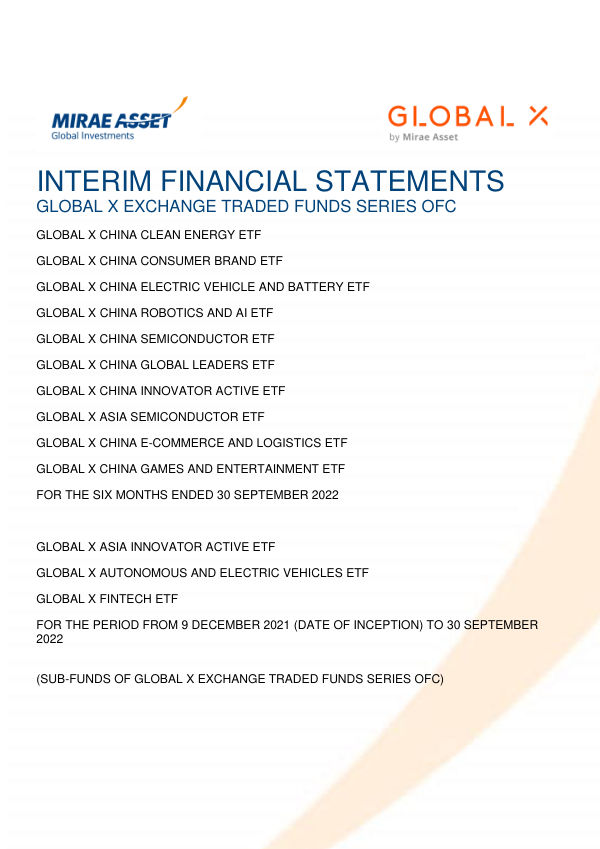 MIRAE ASSET
Global Investments
GLOBAL X
by Mirae Asset
INTERIM FINANCIAL STATEMENTS
GLOBAL X EXCHANGE TRADED FUNDS SERIES OFC
GLOBAL X CHINA CLEAN ENERGY ETF
GLOBAL X CHINA CONSUMER BRAND ETF
GLOBAL X CHINA ELECTRIC VEHICLE AND BATTERY ETF
GLOBAL X CHINA ROBOTICS AND AI ETF
GLOBAL X CHINA SEMICONDUCTOR ETF
GLOBAL X CHINA GLOBAL LEADERS ETF
GLOBAL X CHINA INNOVATOR ACTIVE ETF
GLOBAL X ASIA SEMICONDUCTOR ETF
GLOBAL X CHINA E-COMMERCE AND LOGISTICS ETF
GLOBAL X CHINA GAMES AND ENTERTAINMENT ETF
FOR THE SIX MONTHS ENDED 30 SEPTEMBER 2022
GLOBAL X ASIA INNOVATOR ACTIVE ETF
GLOBAL X AUTONOMOUS AND ELECTRIC VEHICLES ETF
GLOBAL X FINTECH ETF
FOR THE PERIOD FROM 9 DECEMBER 2021 (DATE OF INCEPTION) TO 30 SEPTEMBER
2022
(SUB-FUNDS OF GLOBAL X EXCHANGE TRADED FUNDS SERIES OFC)